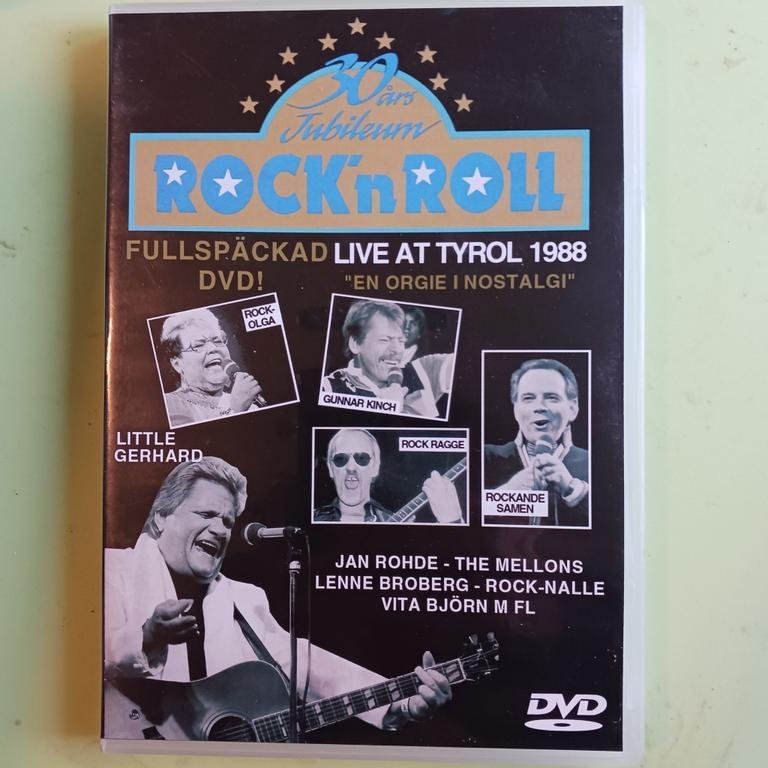 30 års
Jubileum
ROCK'n ROLL
FULLSPÄCKAD
DVD!
LIVE AT TYROL 1988
"EN ORGIE I NOSTALGI"
ROCK-
OLGA
GUNNAR KINCH
ROCK RAGGE
ROCKANDE
SAMEN
LITTLE
GERHARD
JAN ROHDE - THE MELLONS
LENNE BROBERG - ROCK-NALLE
VITA BJÖRN M FL
DVD